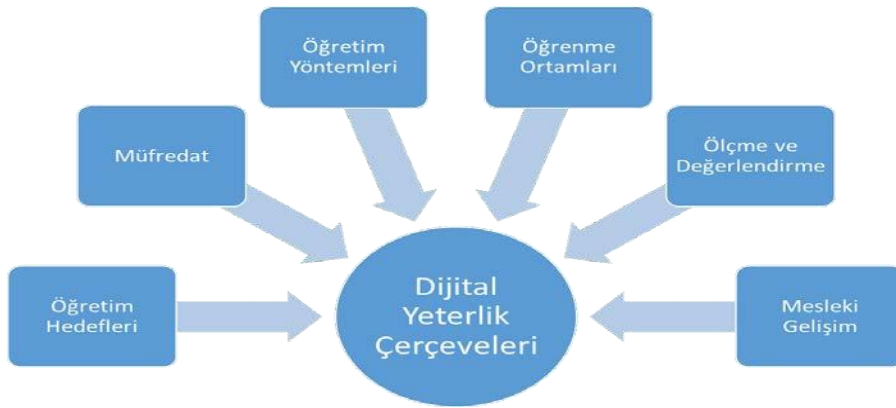 Öğretim
Yöntemleri
Öğrenme
Ortamları
Müfredat
Ölçme ve
Değerlendirme
Öğretim
Hedefleri
Dijital
Yeterlik
Çerçeveleri
Mesleki
Gelişim